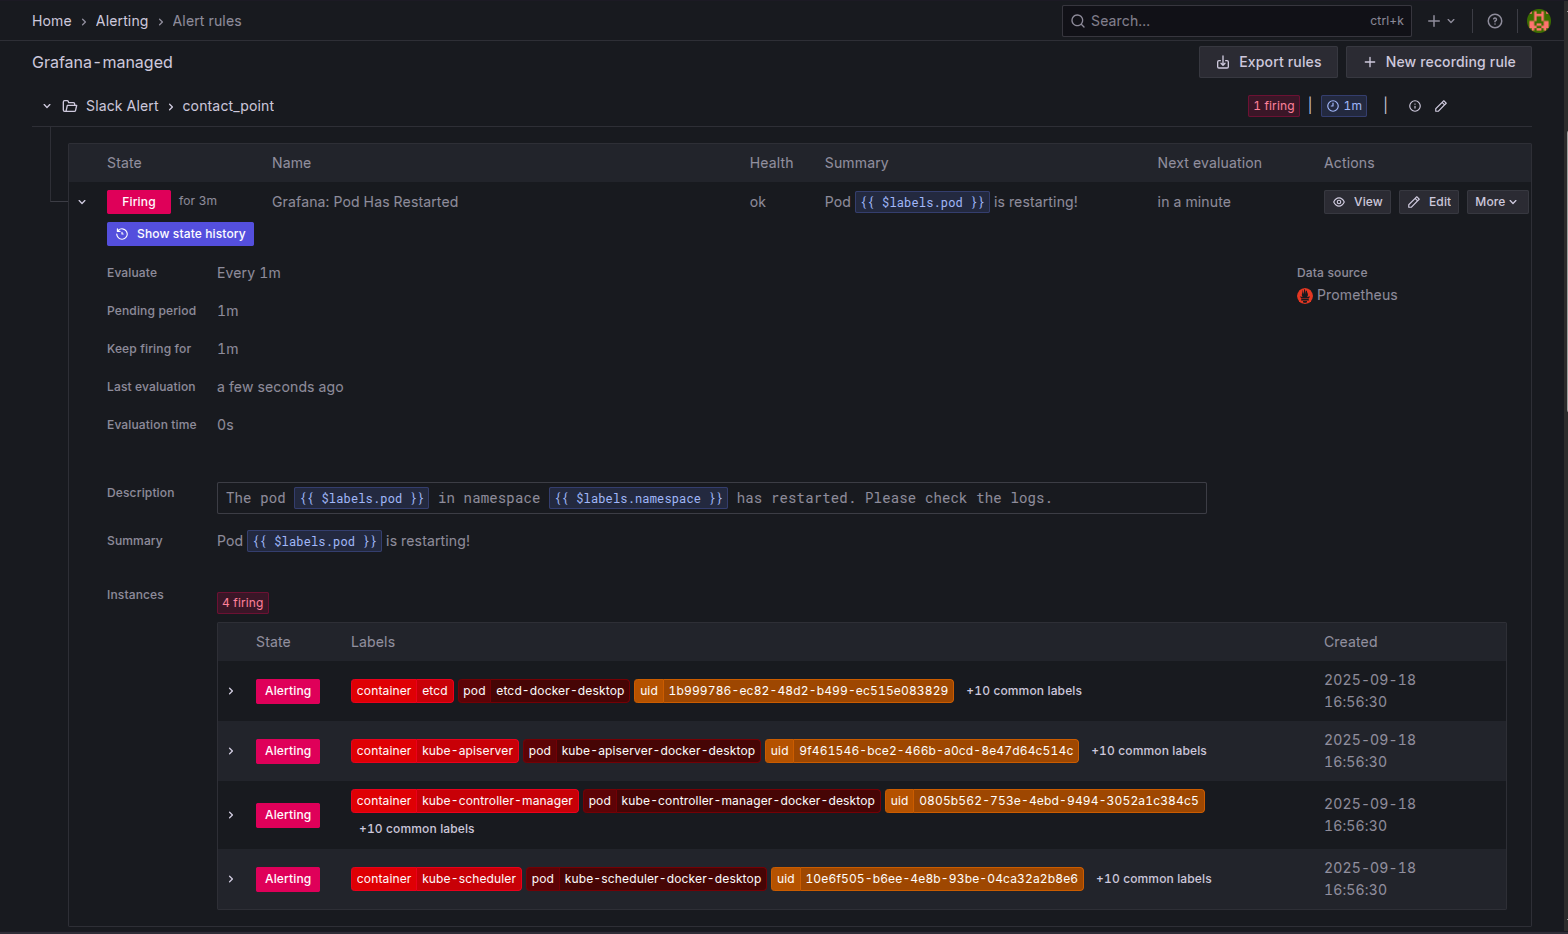 Home › Alerting › Alert rules
Search... ctrl+k
Grafana-managed
Export rules
New recording rule
Slack Alert › contact_point
1 firing | 1m |
State Name Health Summary Next evaluation Actions
Firing for 3m Grafana: Pod Has Restarted ok Pod {{ $labels.pod }} is restarting! in a minute View Edit More
Show state history
Evaluate Every 1m
Data source
Prometheus
Pending period 1m
Keep firing for 1m
Last evaluation a few seconds ago
Evaluation time 0s
Description The pod {{ $labels.pod }} in namespace {{ $labels.namespace }} has restarted. Please check the logs.
Summary Pod {{ $labels.pod }} is restarting!
Instances 4 firing
State Labels Created
Alerting container etcd pod etcd-docker-desktop uid 1b999786-ec82-48d2-b499-ec515e083829 +10 common labels 2025-09-18
16:56:30
Alerting container kube-apiserver pod kube-apiserver-docker-desktop uid 9f461546-bce2-466b-a0cd-8e47d64c514c +10 common labels 2025-09-18
16:56:30
Alerting container kube-controller-manager pod kube-controller-manager-docker-desktop uid 0805b562-753e-4ebd-9494-3052a1c384c5 2025-09-18
+10 common labels 16:56:30
Alerting container kube-scheduler pod kube-scheduler-docker-desktop uid 10e6f505-b6ee-4e8b-93be-04ca32a2b8e6 +10 common labels 2025-09-18
16:56:30